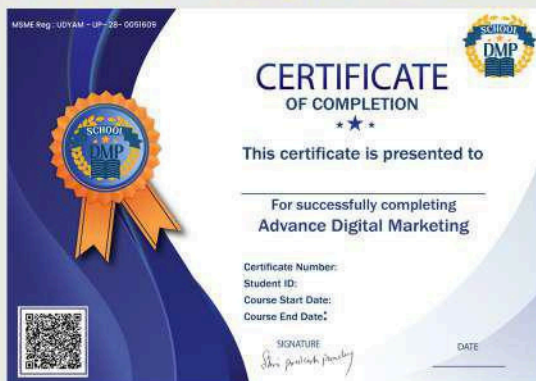 MSME Reg : UDYAM - UP- 28- 0051609
SCHOOL
DMP
CERTIFICATE
OF COMPLETION
This certificate is presented to
For successfully completing
Advance Digital Marketing
SCHOOL
DMP
Certificate Number:
Student ID:
Course Start Date:
Course End Date:
SIGNATURE
DATE